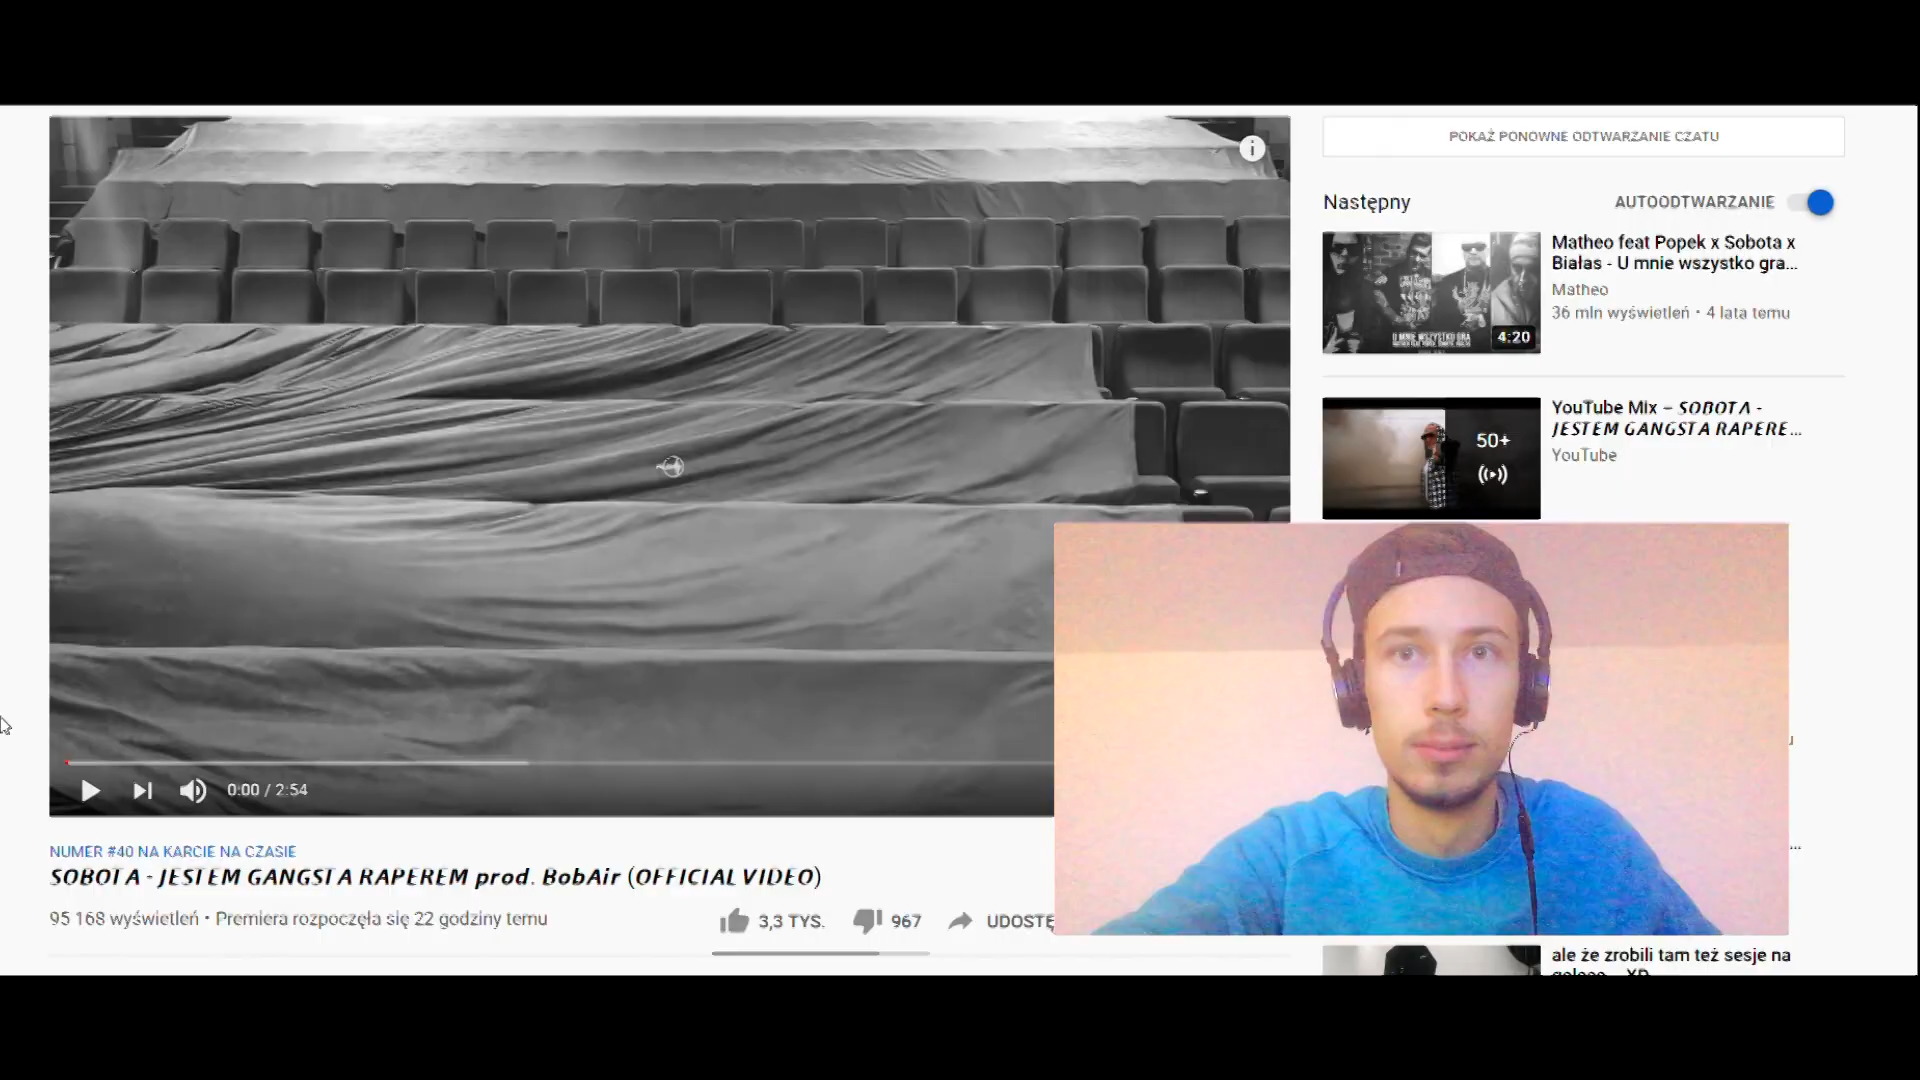 POKAŻ PONOWNE ODTWARZANIE CZATU
Następny
AUTOODTWARZANIE
Matheo feat Popek x Sobota x
Białas - U mnie wszystko gra...
Matheo
36 mln wyświetleń • 4 lata temu
U MNIE WSZYSTKO GRA
4:20
YouTube Mix – SOBOTA -
JESTEM GANGSTA RAPERE...
YouTube
50+
0:00 / 2:54
NUMER #40 NA KARCIE NA CZASIE
SOBOTA - JESTEM GANGSTA RAPEREM prod. BobAir (OFFICIAL VIDEO)
95 168 wyświetleń • Premiera rozpoczęła się 22 godziny temu
3,3 TYS.
967
UDOSTĘ
ale że zrobili tam też sesje na